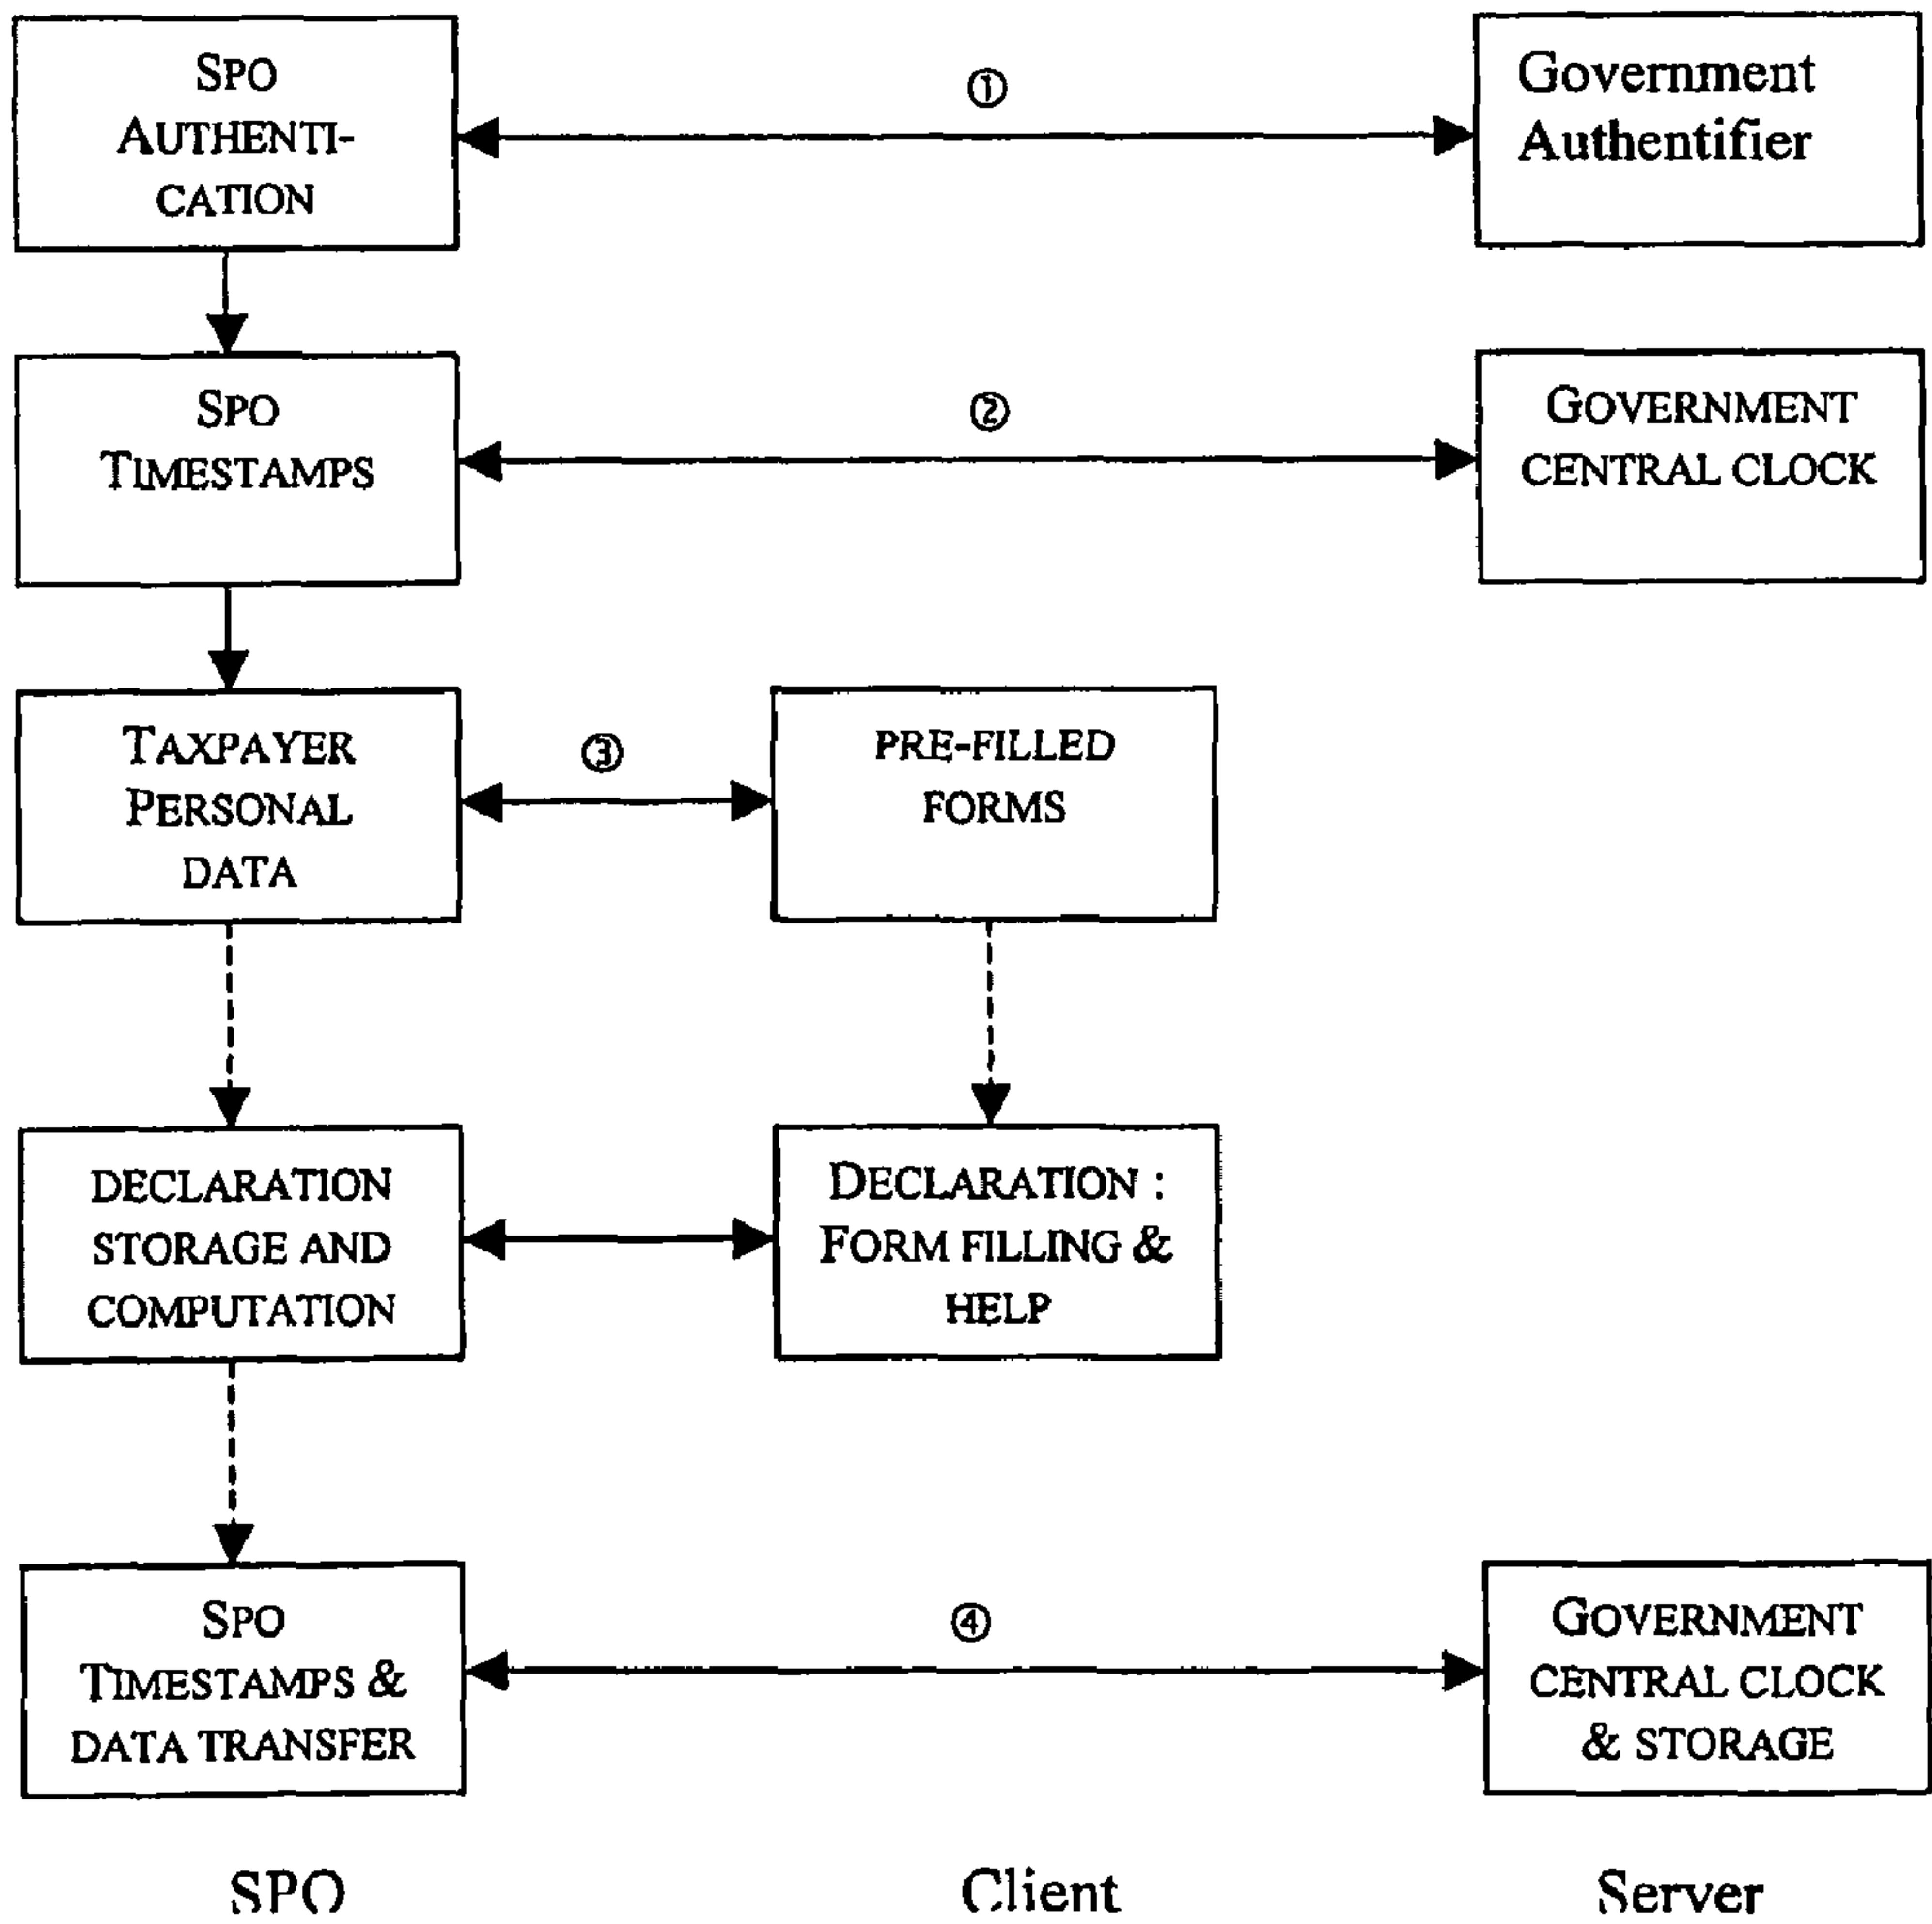 SPO
AUTHENTI-
CATION
①
Government
Authentifier
SPO
TIMESTAMPS
②
GOVERNMENT
CENTRAL CLOCK
TAXPAYER
PERSONAL
DATA
③
PRE-FILLED
FORMS
DECLARATION
STORAGE AND
COMPUTATION
DECLARATION :
FORM FILLING &
HELP
SPO
TIMESTAMPS &
DATA TRANSFER
④
GOVERNMENT
CENTRAL CLOCK
& STORAGE
SPO
Client
Server